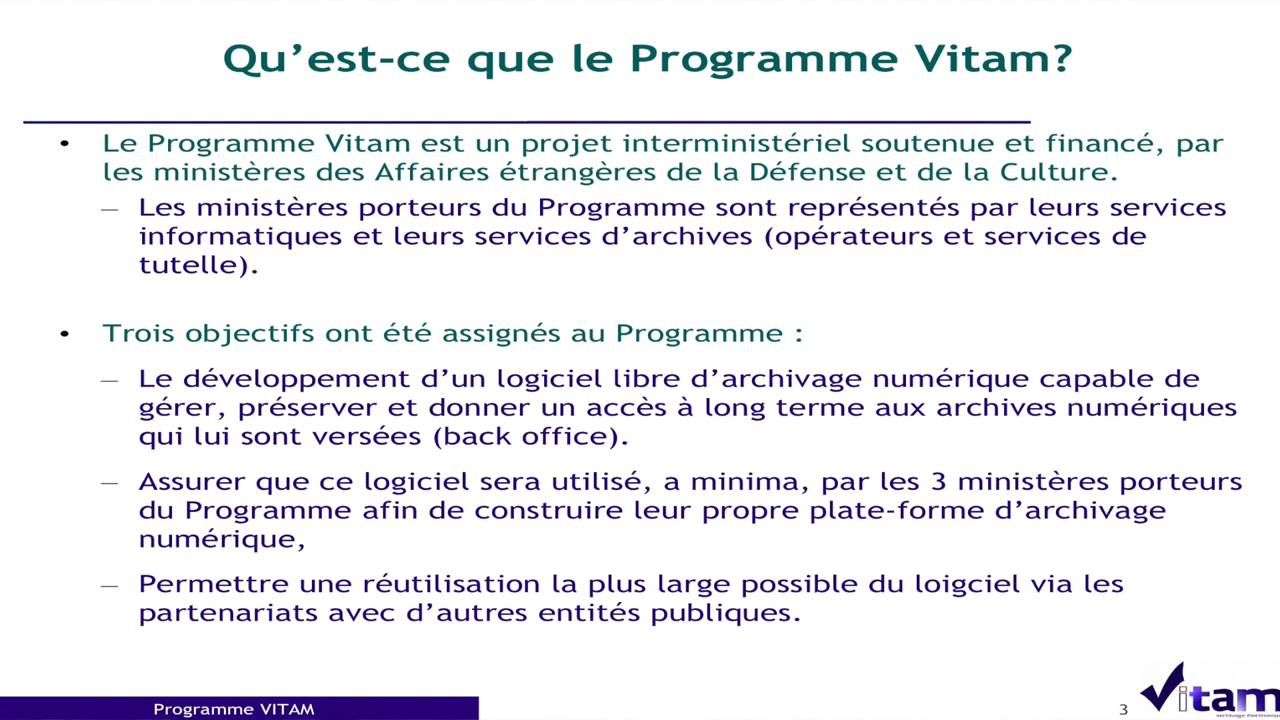 Qu’est-ce que le Programme Vitam?
• Le Programme Vitam est un projet interministériel soutenue et financé, par
les ministères des Affaires étrangères de la Défense et de la Culture.
– Les ministères porteurs du Programme sont représentés par leurs services
informatiques et leurs services d’archives (opérateurs et services de
tutelle).
• Trois objectifs ont été assignés au Programme :
– Le développement d’un logiciel libre d’archivage numérique capable de
gérer, préserver et donner un accès à long terme aux archives numériques
qui lui sont versées (back office).
– Assurer que ce logiciel sera utilisé, a minima, par les 3 ministères porteurs
du Programme afin de construire leur propre plate-forme d’archivage
numérique,
– Permettre une réutilisation la plus large possible du loigciel via les
partenariats avec d’autres entités publiques.
Programme VITAM
3
Vitam